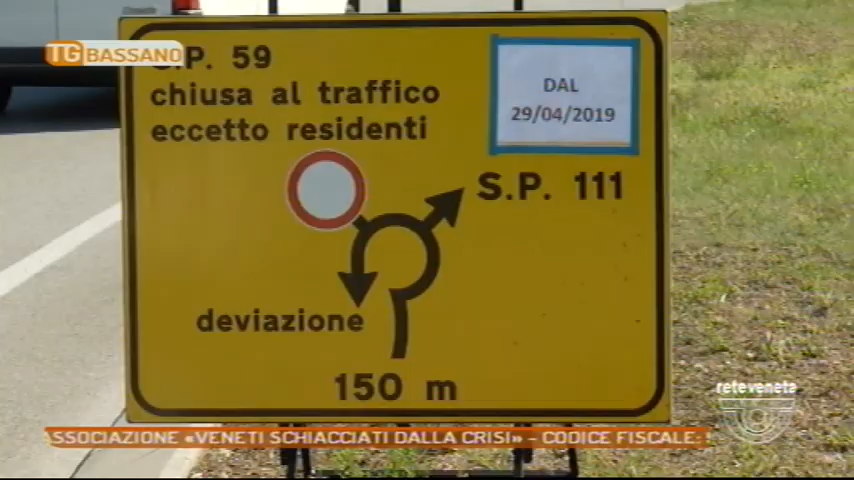 TG BASSANO
S.P. 59
chiusa al traffico
eccetto residenti
DAL
29/04/2019
S.P. 111
deviazione
150 m
reteveneta
ASSOCIAZIONE «VENETI SCHIACCIATI DALLA CRISI» - CODICE FISCALE: